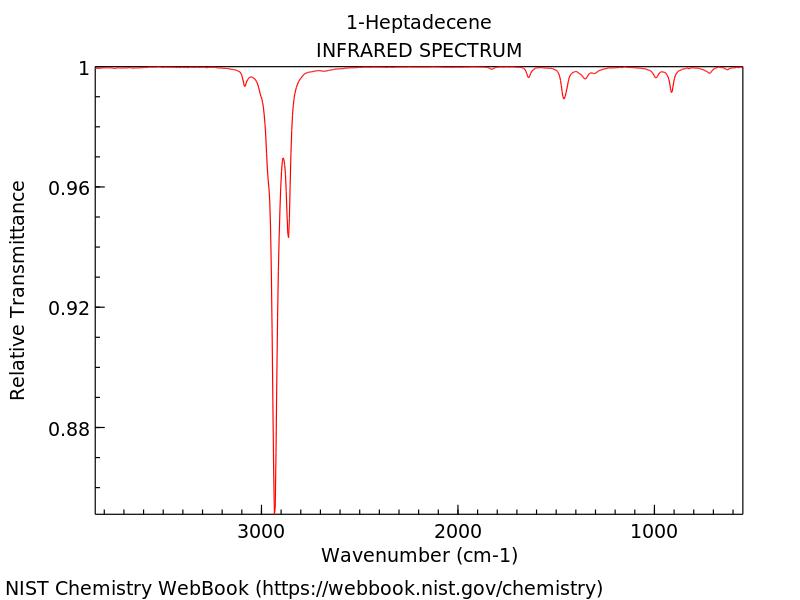 1-Heptadecene
INFRARED SPECTRUM
1
0.96
0.92
0.88
Relative Transmittance
3000
2000
1000
Wavenumber (cm-1)
NIST Chemistry WebBook (https://webbook.nist.gov/chemistry)